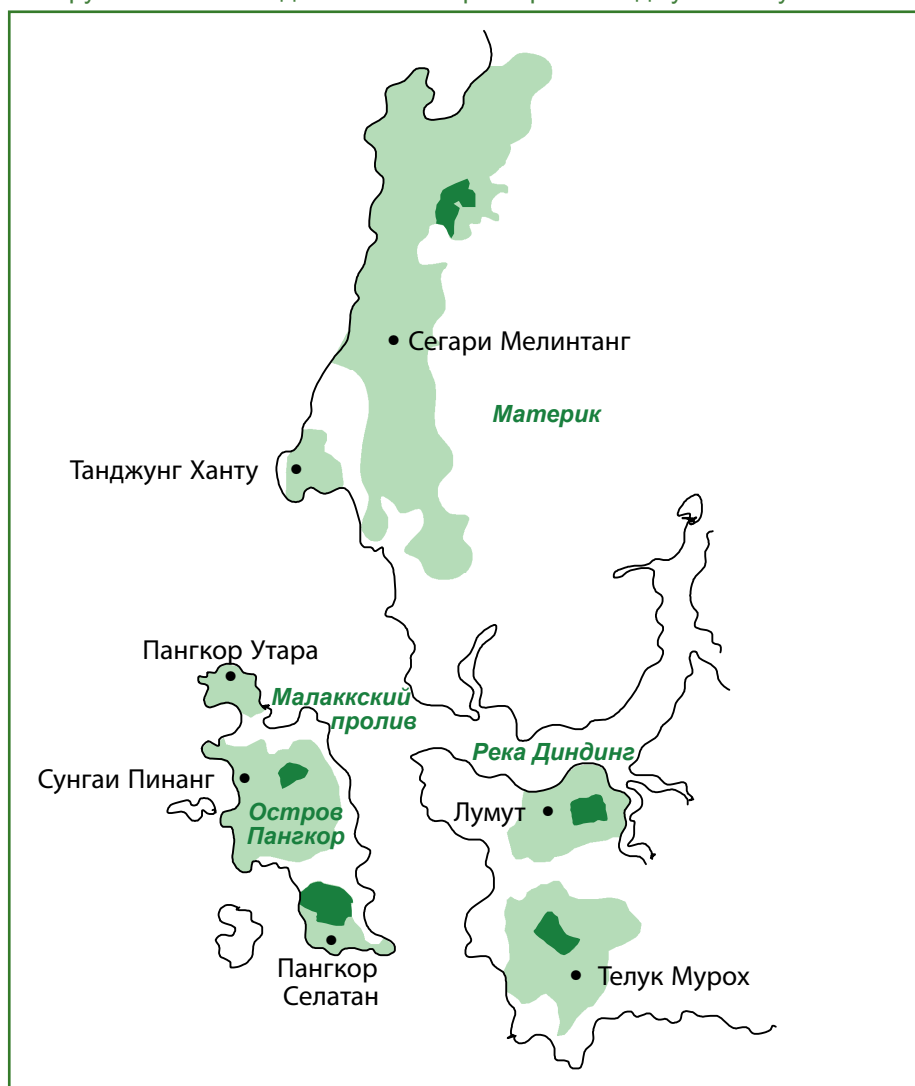 Сегари Мелинтанг
Материк
Танджунг Ханту
Пангкор Утара
Малаккский
пролив
Река Диндинг
Сунгаи Пинанг
Лумут
Остров
Пангкор
Пангкор
Селатан
Телук Мурох